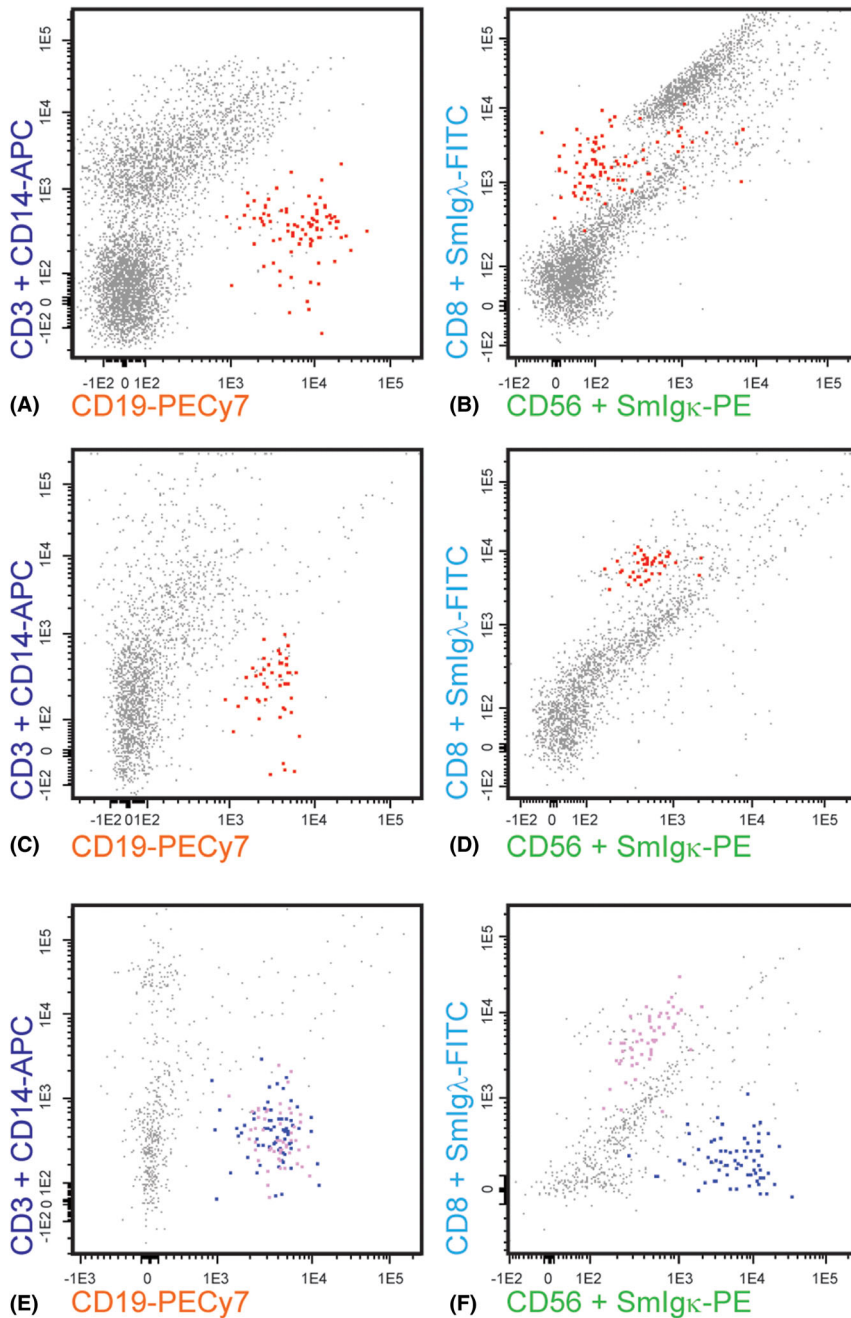 CD3 + CD14-APC
1E5
1E4
1E3
1E2
0
-1E2
-1E2 0 1E2 1E3 1E4 1E5
(A) CD19-PECy7
CD8 + SmIgλ-FITC
1E5
1E4
1E3
1E2
0
-1E2
-1E2 0 1E2 1E3 1E4 1E5
(B) CD56 + SmIgκ-PE
CD3 + CD14-APC
1E5
1E4
1E3
1E2
0
-1E2
-1E2 0 1E2 1E3 1E4 1E5
(C) CD19-PECy7
CD8 + SmIgλ-FITC
1E5
1E4
1E3
1E2
0
-1E2
-1E2 0 1E2 1E3 1E4 1E5
(D) CD56 + SmIgκ-PE
CD3 + CD14-APC
1E5
1E4
1E3
1E2
0
-1E2
-1E3 0 1E3 1E4 1E5
(E) CD19-PECy7
CD8 + SmIgλ-FITC
1E5
1E4
1E3
0
0 1E2 1E3 1E4 1E5
(F) CD56 + SmIgκ-PE